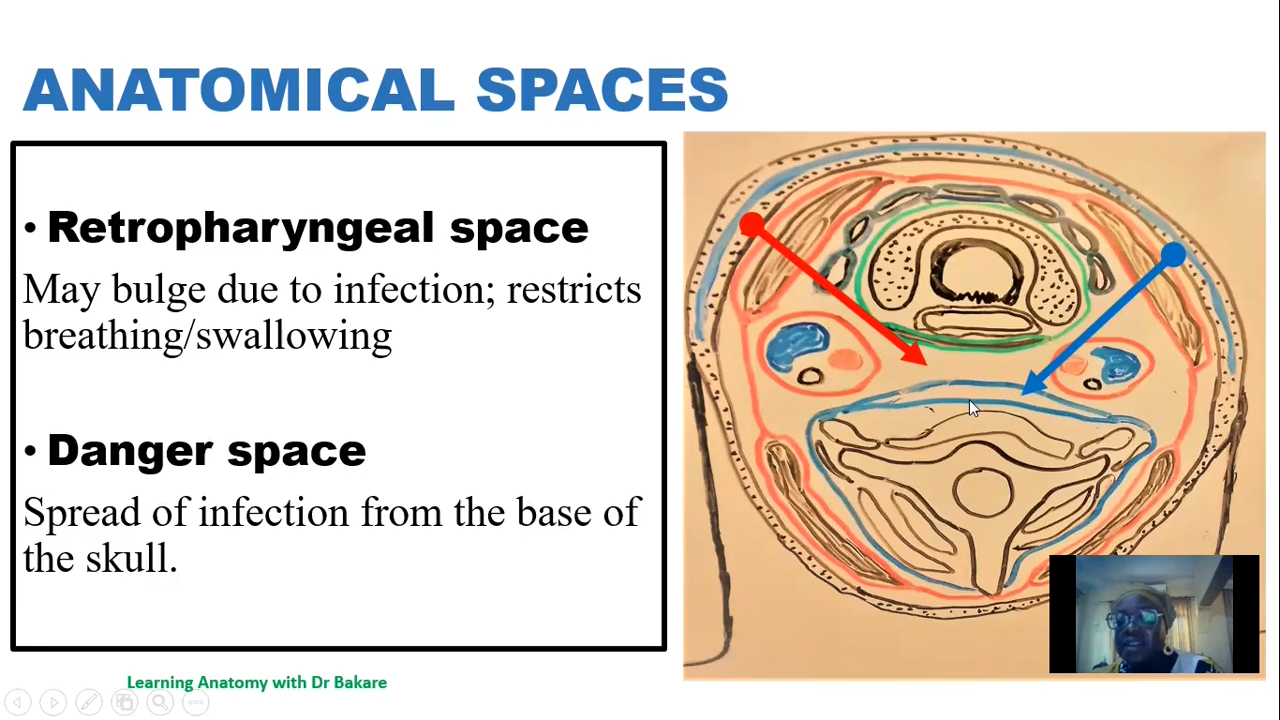 ANATOMICAL SPACES
• Retropharyngeal space
May bulge due to infection; restricts
breathing/swallowing
• Danger space
Spread of infection from the base of
the skull.
Learning Anatomy with Dr Bakare